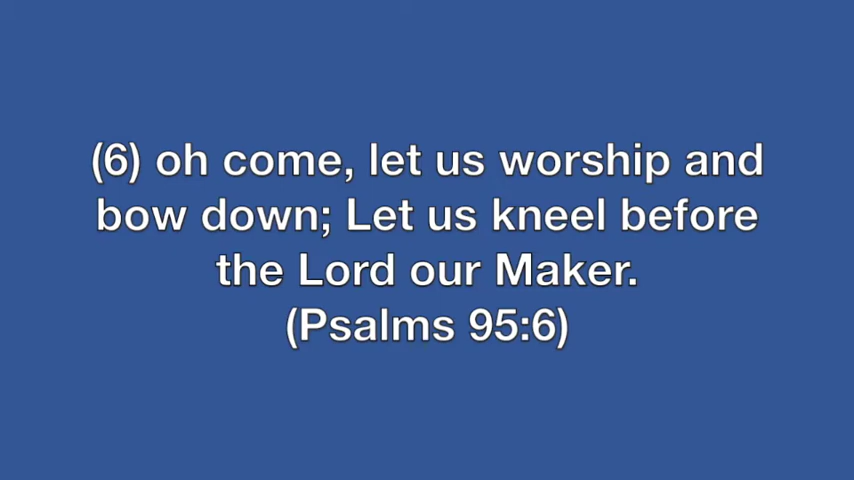 (6) oh come, let us worship and
bow down; Let us kneel before
the Lord our Maker.
(Psalms 95:6)